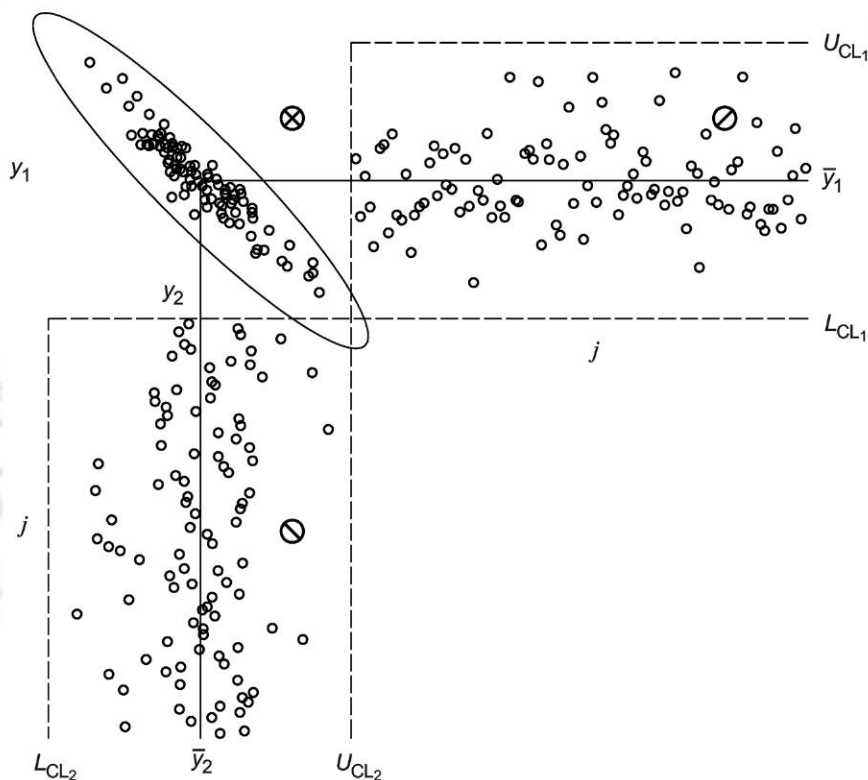 U_CL₁
y₁
ȳ₁
y₂
L_CL₁
j
j
L_CL₂
ȳ₂
U_CL₂